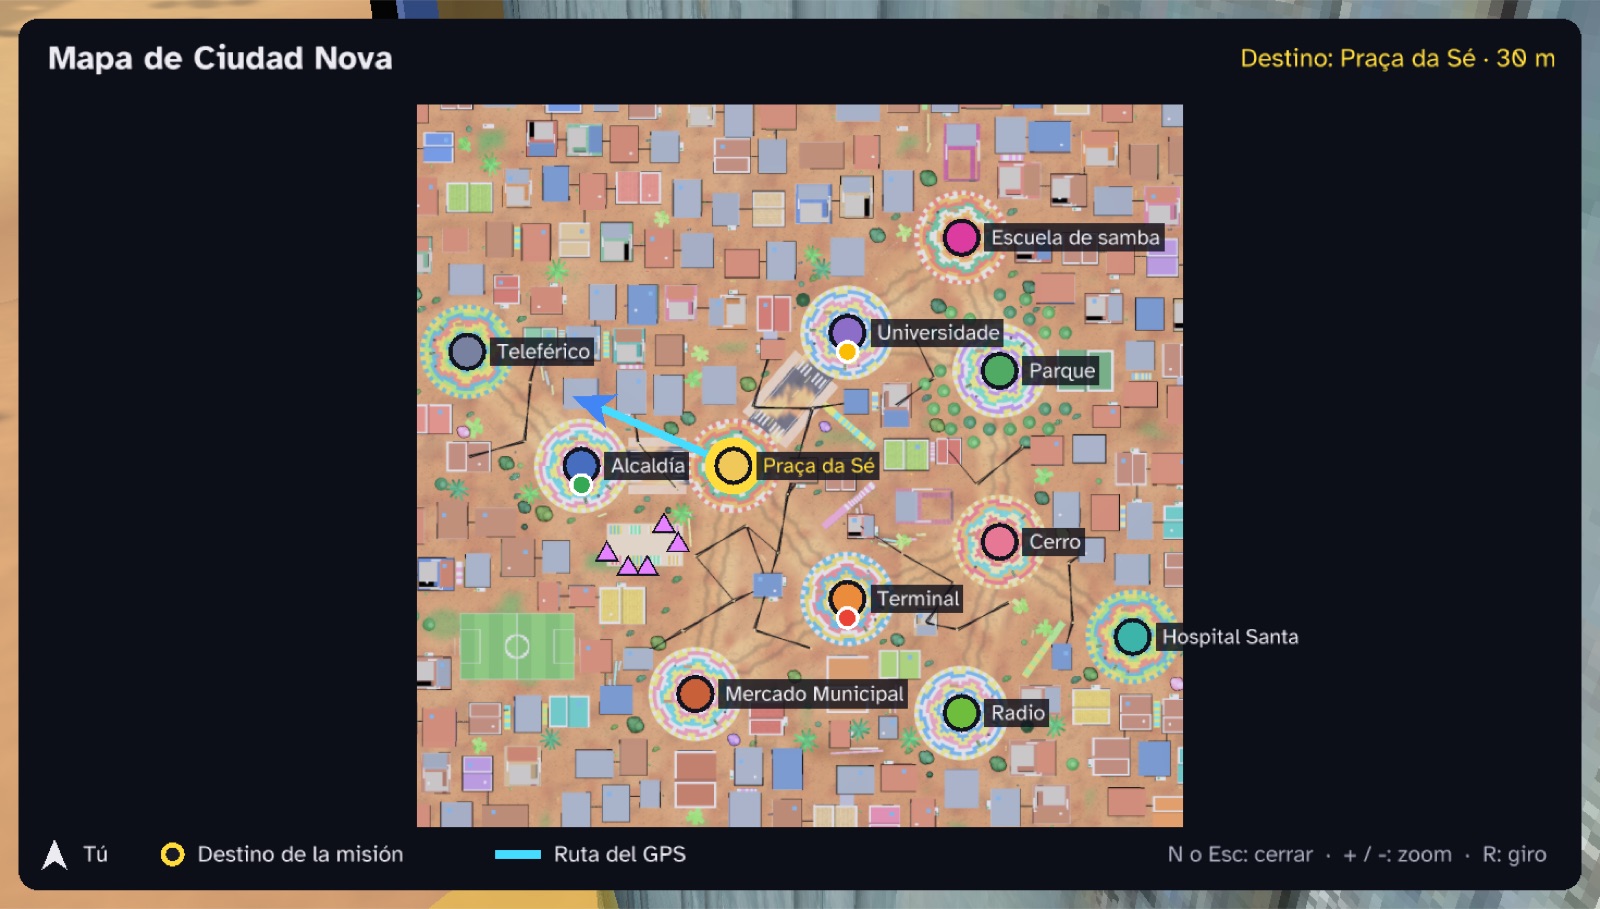 Mapa de Ciudad Nova
Destino: Praça da Sé · 30 m
Escuela de samba
Universidade
Teleférico
Parque
Alcaldía
Praça da Sé
Cerro
Terminal
Hospital Santa
Mercado Municipal
Radio
Tú
Destino de la misión
Ruta del GPS
N o Esc: cerrar · + / -: zoom · R: giro